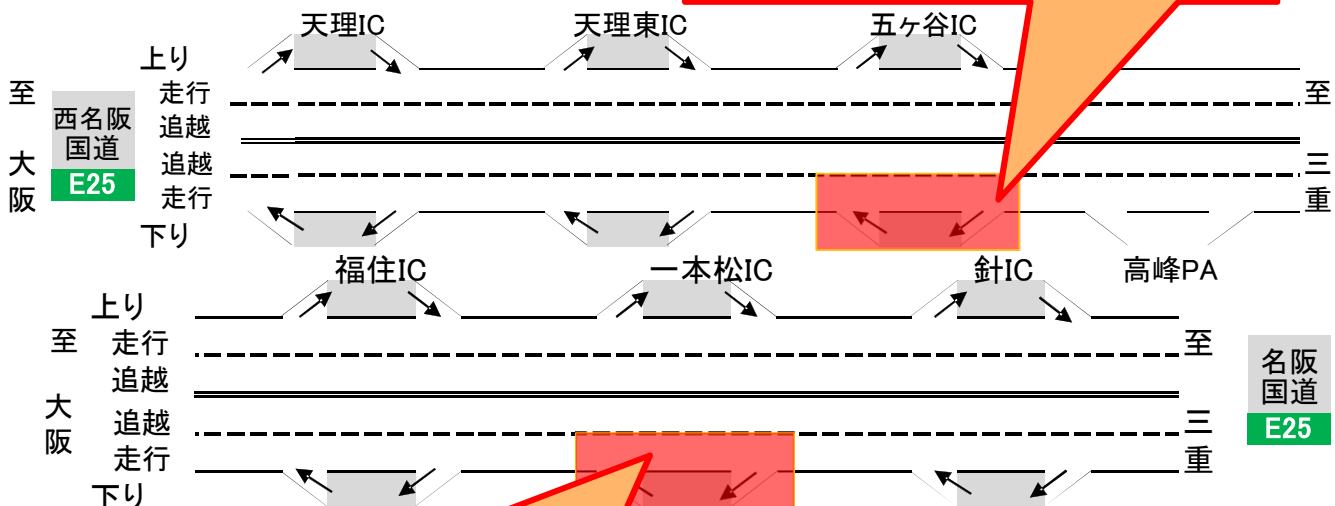 天理IC
天理東IC
五ヶ谷IC
上り
至
大
阪
西名阪
国道
E25
走行
追越
追越
走行
下り
至
三
重
福住IC
一本松IC
針IC
高峰PA
上り
至
大
阪
走行
追越
追越
走行
下り
至
三
重
名阪
国道
E25